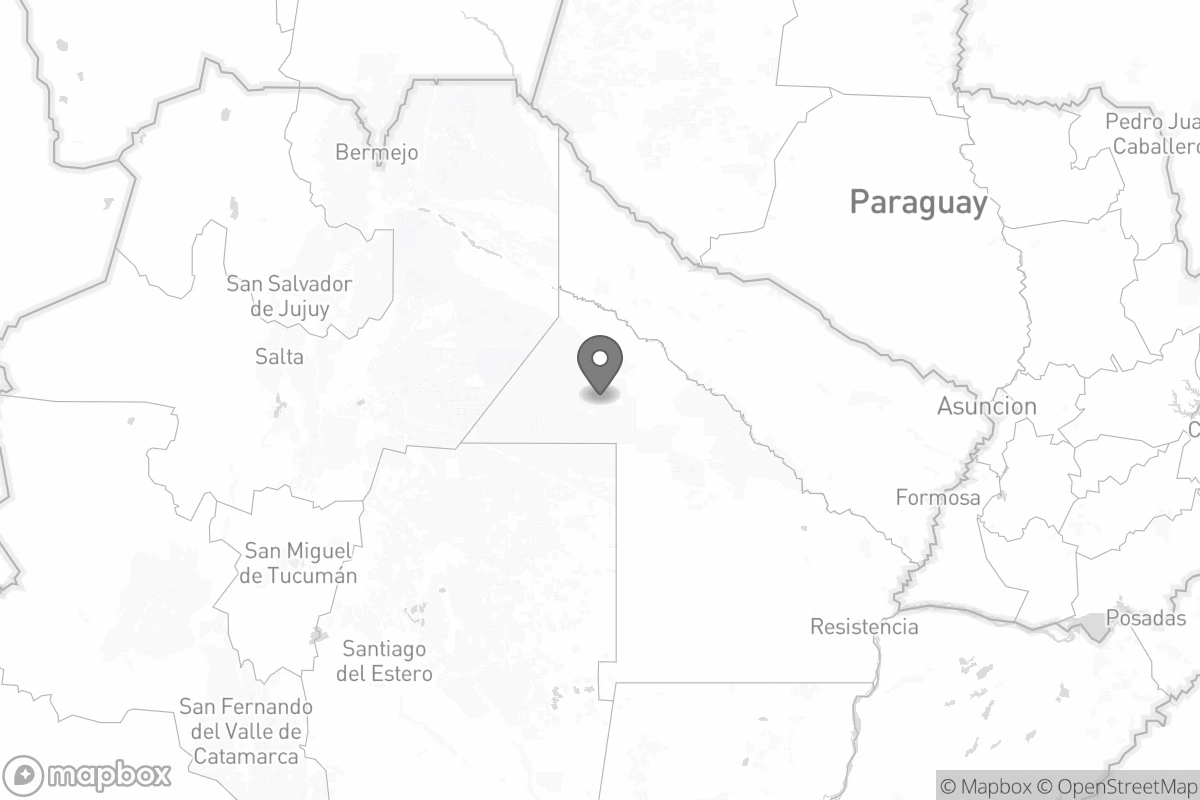 Pedro Jua
Caballero
Bermejo
Paraguay
San Salvador
de Jujuy
Salta
Asuncion
C
Formosa
San Miguel
de Tucumán
Resistencia
Posadas
Santiago
del Estero
San Fernando
del Valle de
Catamarca
mapbox
© Mapbox © OpenStreetMap